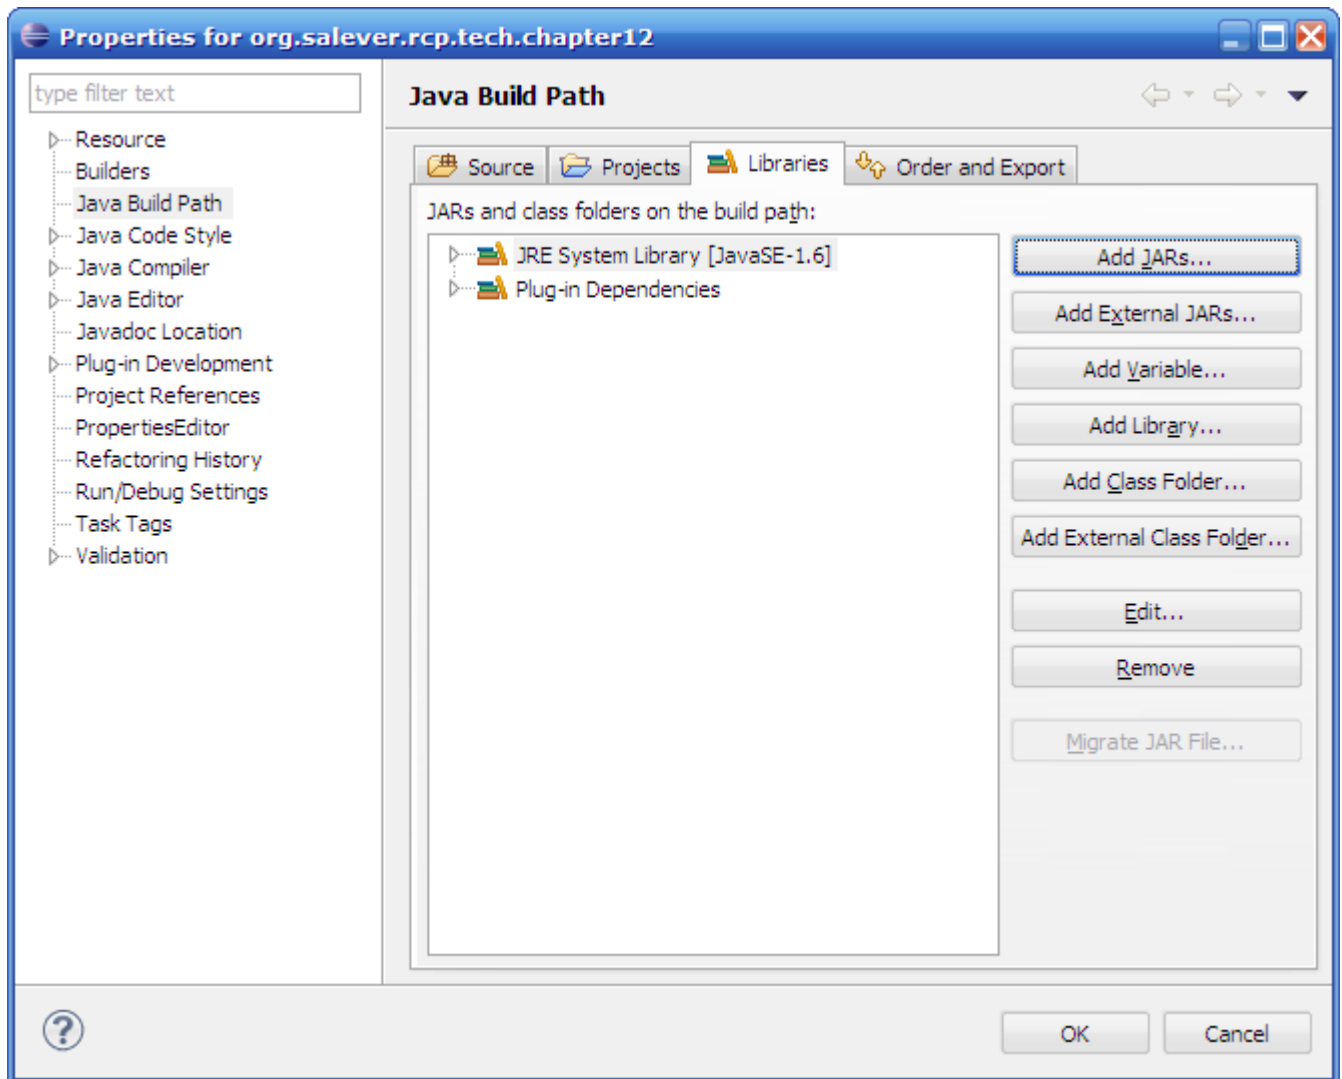 Properties for org.salever.rcp.tech.chapter12
type filter text
Resource
Builders
Java Build Path
Java Code Style
Java Compiler
Java Editor
Javadoc Location
Plug-in Development
Project References
PropertiesEditor
Refactoring History
Run/Debug Settings
Task Tags
Validation
Java Build Path
Source
Projects
Libraries
Order and Export
JARs and class folders on the build path:
JRE System Library [JavaSE-1.6]
Plug-in Dependencies
Add JARs...
Add External JARs...
Add Variable...
Add Library...
Add Class Folder...
Add External Class Folder...
Edit...
Remove
Migrate JAR File...
?
OK
Cancel